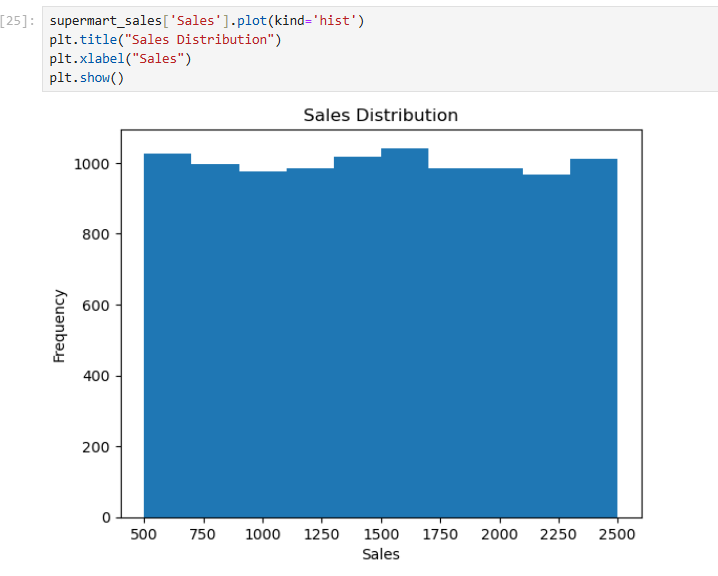 [25]:
supermart_sales['Sales'].plot(kind='hist')
plt.title("Sales Distribution")
plt.xlabel("Sales")
plt.show()
Sales Distribution
1000
800
600
400
200
0
Frequency
500 750 1000 1250 1500 1750 2000 2250 2500
Sales